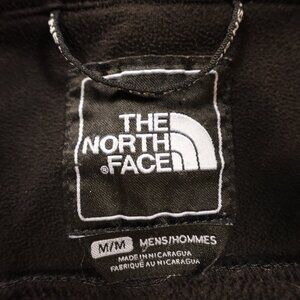 THE
NORTH
®FACE
M/M MENS/HOMMES
MADE IN NICARAGUA
FABRIQUÉ AU NICARAGUA